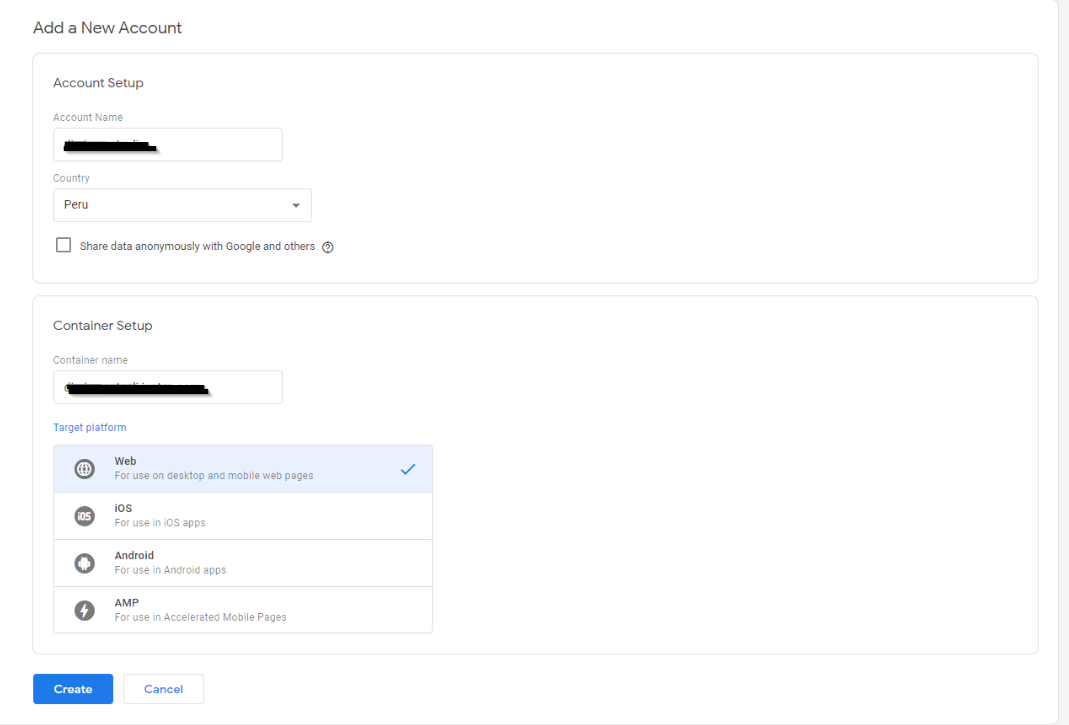 Add a New Account
Account Setup
Account Name
Country
Peru
Share data anonymously with Google and others ?
Container Setup
Container name
Target platform
Web
For use on desktop and mobile web pages
iOS
iOS
For use in iOS apps
Android
For use in Android apps
AMP
For use in Accelerated Mobile Pages
Create Cancel